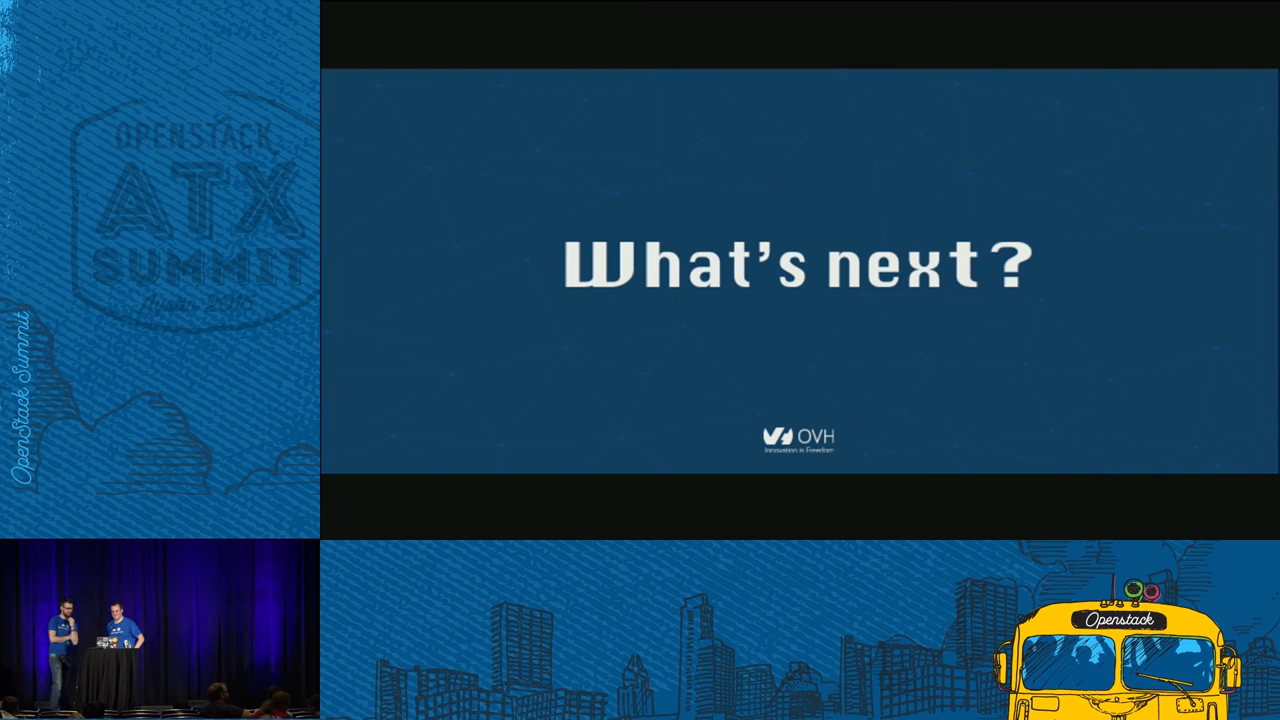 OPENSTACK
ATX
SUMMIT
Austin 2016
OpenStack Summit
What's next ?
OVH
Innovation is Freedom
Openstack